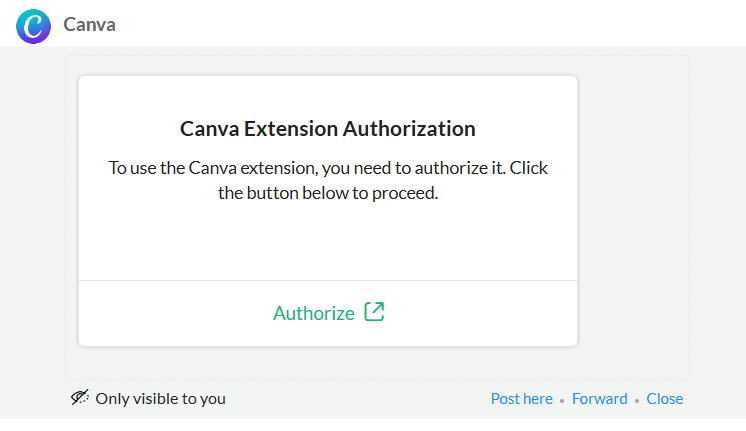 Canva
Canva Extension Authorization
To use the Canva extension, you need to authorize it. Click
the button below to proceed.
Authorize
Only visible to you
Post here • Forward • Close